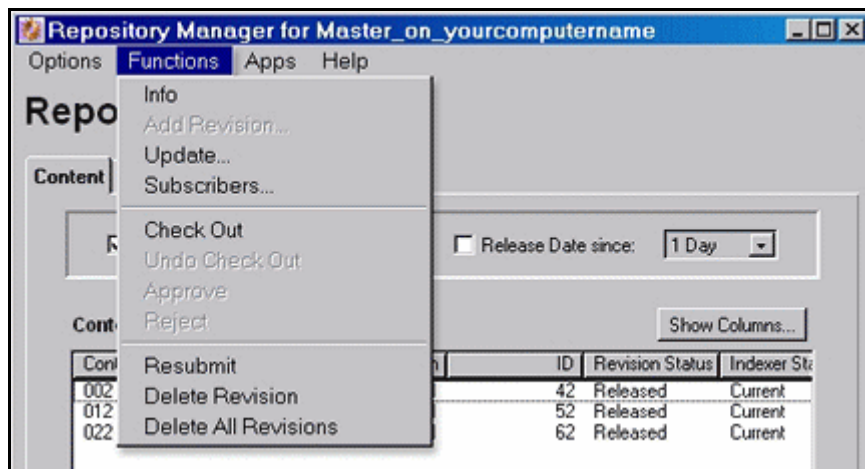 Repository Manager for Master_on_yourcomputername
Options Functions Apps Help
Info
Add Revision...
Update...
Subscribers...
Check Out
Undo Check Out
Approve
Reject
Resubmit
Delete Revision
Delete All Revisions
Repo
Content
Release Date since: 1 Day
Cont
Show Columns...
Con ID Revision Status Indexer Sta
002 42 Released Current
012 52 Released Current
022 62 Released Current